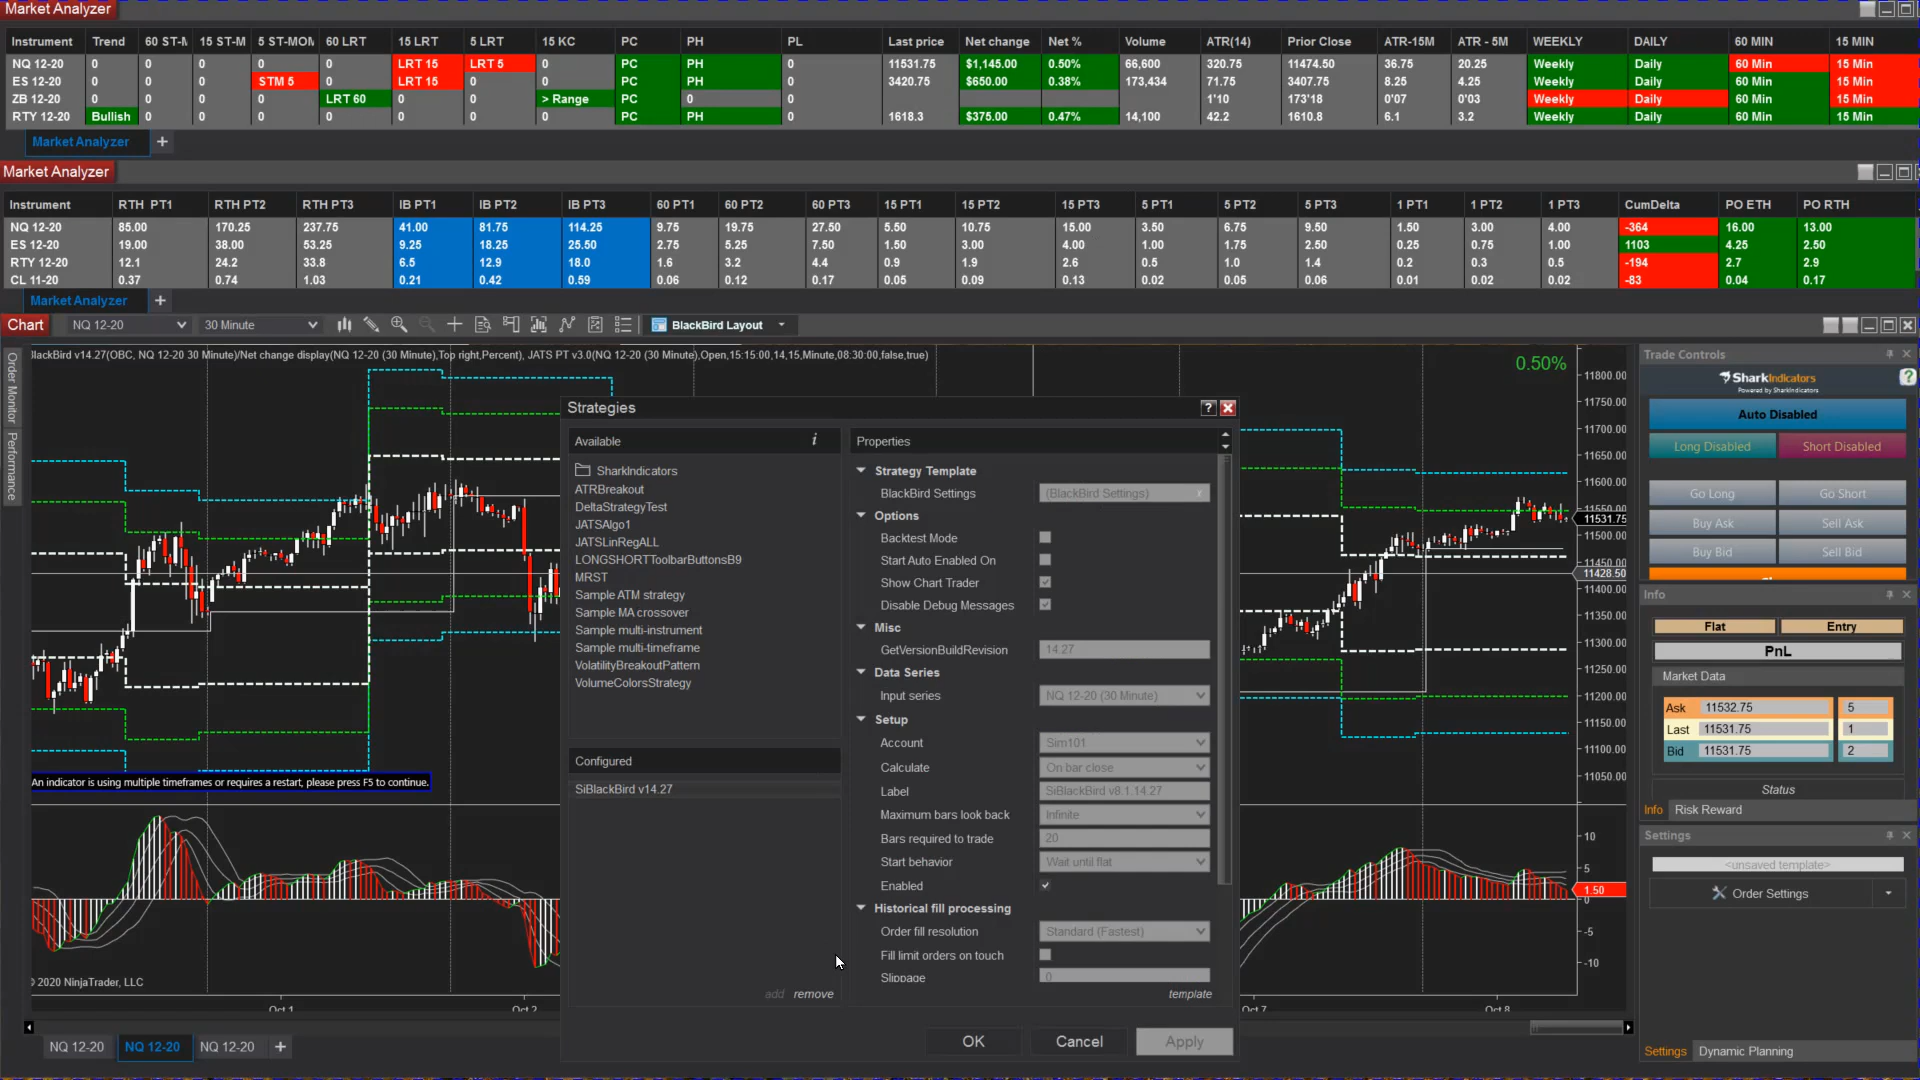 Market Analyzer
Instrument Trend 60 ST-M 15 ST-M 5 ST-MOM 60 LRT 15 LRT 5 LRT 15 KC PC PH PL Last price Net change Net % Volume ATR(14) Prior Close ATR-15M ATR - 5M WEEKLY DAILY 60 MIN 15 MIN
NQ 12-20 0 0 0 0 0 LRT 15 LRT 5 0 PC PH 0 11531.75 $1,145.00 0.50% 66,600 320.75 11474.50 36.75 20.25 Weekly Daily 60 Min 15 Min
ES 12-20 0 0 0 STM 5 0 LRT 15 0 0 PC PH 0 3420.75 $650.00 0.38% 173,434 71.75 3407.75 8.25 4.25 Weekly Daily 60 Min 15 Min
ZB 12-20 0 0 0 0 LRT 60 0 0 > Range PC 0 0 1'10 173'18 0'07 0'03 Weekly Daily 60 Min 15 Min
RTY 12-20 Bullish 0 0 0 0 0 0 0 PC PH 0 1618.3 $375.00 0.47% 14,100 42.2 1610.8 6.1 3.2 Weekly Daily 60 Min 15 Min
Market Analyzer +
Market Analyzer
Instrument RTH PT1 RTH PT2 RTH PT3 IB PT1 IB PT2 IB PT3 60 PT1 60 PT2 60 PT3 15 PT1 15 PT2 15 PT3 5 PT1 5 PT2 5 PT3 1 PT1 1 PT2 1 PT3 CumDelta PO ETH PO RTH
NQ 12-20 85.00 170.25 237.75 41.00 81.75 114.25 9.75 19.75 27.50 5.50 10.75 15.00 3.50 6.75 9.50 1.50 3.00 4.00 -364 16.00 13.00
ES 12-20 19.00 38.00 53.25 9.25 18.25 25.50 2.75 5.25 7.50 1.50 3.00 4.00 1.00 1.75 2.50 0.25 0.75 1.00 1103 4.25 2.50
RTY 12-20 12.1 24.2 33.8 6.5 12.9 18.0 1.6 3.2 4.4 0.9 1.9 2.6 0.5 1.0 1.4 0.2 0.3 0.5 -194 2.7 2.9
CL 11-20 0.37 0.74 1.03 0.21 0.42 0.59 0.06 0.12 0.17 0.05 0.09 0.13 0.02 0.05 0.06 0.01 0.02 0.02 -83 0.04 0.17
Market Analyzer +
Chart NQ 12-20 30 Minute BlackBird Layout
Order Monitor
Performance
lackBird v14.27(OBC, NQ 12-20 30 Minute)/Net change display(NQ 12-20 (30 Minute),Top right,Percent), JATS PT v3.0(NQ 12-20 (30 Minute),Open,15:15:00,14,15,Minute,08:30:00,false,true)
0.50%
11800.00
11750.00
11700.00
11650.00
11600.00
11550.00
11531.75
11500.00
11450.00
11428.50
11400.00
11350.00
11300.00
11250.00
11200.00
11150.00
11100.00
11050.00
10
5
1.50
0
-5
-10
An indicator is using multiple timeframes or requires a restart, please press F5 to continue.
© 2020 NinjaTrader, LLC
Oct 1 Oct 2 Oct 7 Oct 8
NQ 12-20 NQ 12-20 NQ 12-20 +
Strategies ?
Available i
SharkIndicators
ATRBreakout
DeltaStrategyTest
JATSAlgo1
JATSLinRegALL
LONGSHORTToolbarButtonsB9
MRST
Sample ATM strategy
Sample MA crossover
Sample multi-instrument
Sample multi-timeframe
VolatilityBreakoutPattern
VolumeColorsStrategy
Configured
SiBlackBird v14.27
add remove
Properties
Strategy Template
BlackBird Settings (BlackBird Settings)
Options
Backtest Mode
Start Auto Enabled On
Show Chart Trader
Disable Debug Messages
Misc
GetVersionBuildRevision 14.27
Data Series
Input series NQ 12-20 (30 Minute)
Setup
Account Sim101
Calculate On bar close
Label SiBlackBird v8.1.14.27
Maximum bars look back Infinite
Bars required to trade 20
Start behavior Wait until flat
Enabled
Historical fill processing
Order fill resolution Standard (Fastest)
Fill limit orders on touch
Slippage 0
template
OK Cancel Apply
Trade Controls
SharkIndicators ?
Powered by SharkIndicators
Auto Disabled
Long Disabled Short Disabled
Go Long Go Short
Buy Ask Sell Ask
Buy Bid Sell Bid
Info
Flat Entry
PnL
Market Data
Ask 11532.75 5
Last 11531.75 1
Bid 11531.75 2
Status
Info Risk Reward
Settings
<unsaved template>
Order Settings
Settings Dynamic Planning